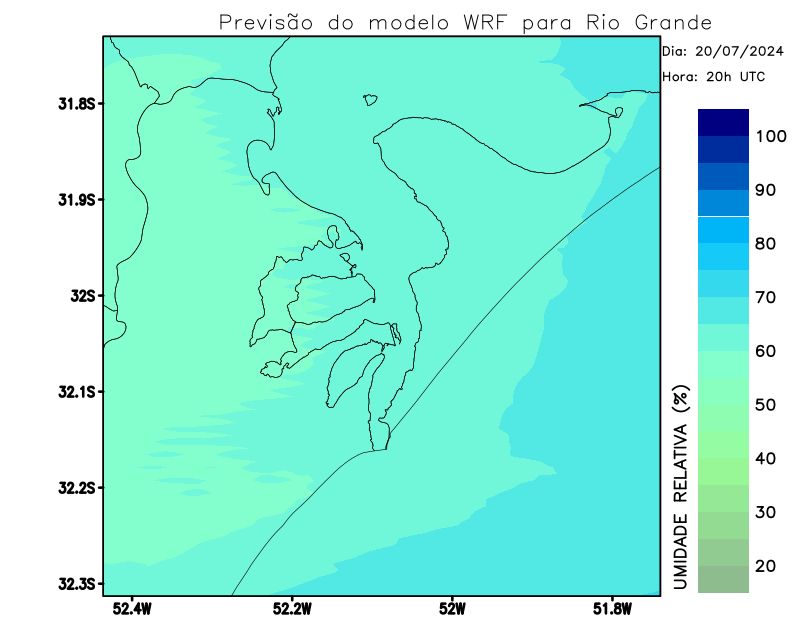 Previsão do modelo WRF para Rio Grande
Dia: 20/07/2024
Hora: 20h UTC
31.8S
31.9S
32S
32.1S
32.2S
32.3S
52.4W
52.2W
52W
51.8W
100
90
80
70
60
50
40
30
20
UMIDADE RELATIVA (%)